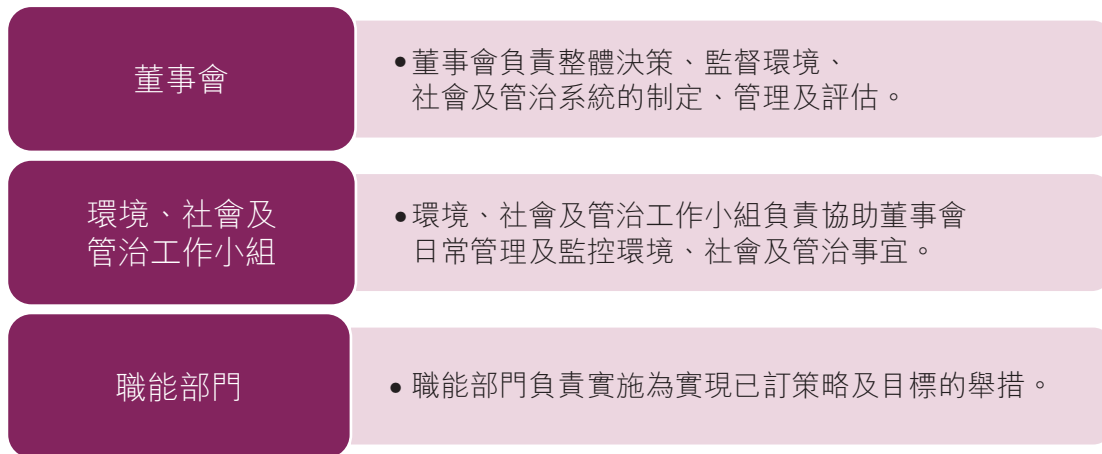 董事會
•董事會負責整體決策、監督環境、
社會及管治系統的制定、管理及評估。
環境、社會及
管治工作小組
•環境、社會及管治工作小組負責協助董事會
日常管理及監控環境、社會及管治事宜。
職能部門
• 職能部門負責實施為實現已訂策略及目標的舉措。